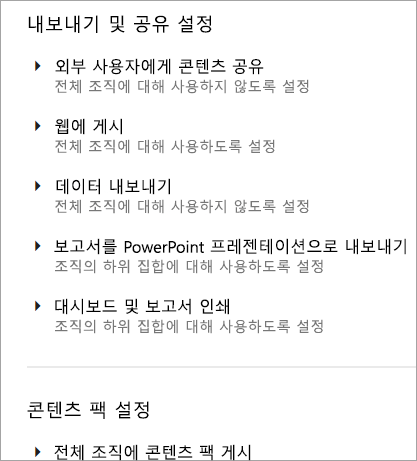 내보내기 및 공유 설정
외부 사용자에게 콘텐츠 공유
전체 조직에 대해 사용하지 않도록 설정
웹에 게시
전체 조직에 대해 사용하도록 설정
데이터 내보내기
전체 조직에 대해 사용하지 않도록 설정
보고서를 PowerPoint 프레젠테이션으로 내보내기
조직의 하위 집합에 대해 사용하도록 설정
대시보드 및 보고서 인쇄
조직의 하위 집합에 대해 사용하도록 설정
콘텐츠 팩 설정
전체 조직에 콘텐츠 팩 게시